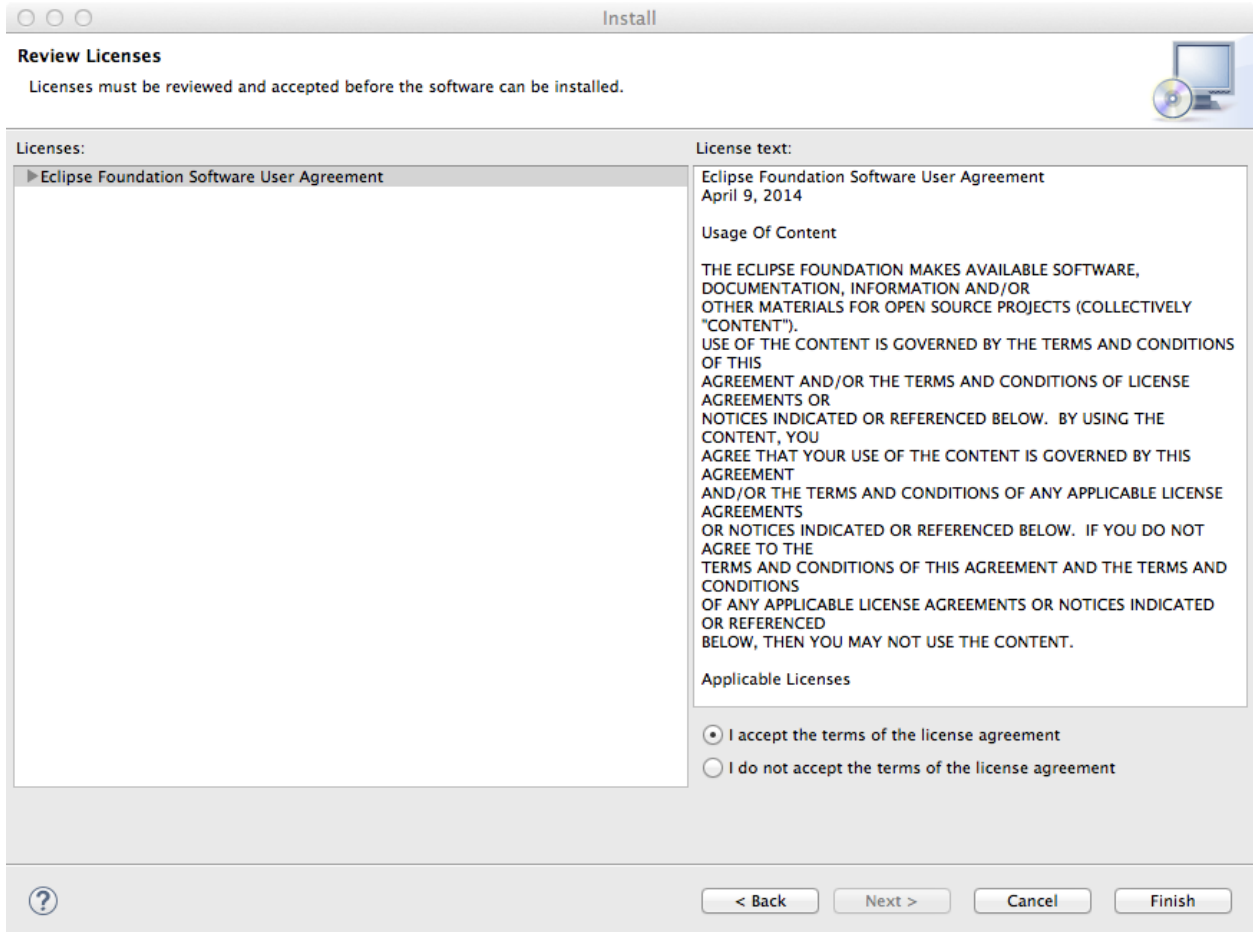 Install
Review Licenses
Licenses must be reviewed and accepted before the software can be installed.
Licenses:
Eclipse Foundation Software User Agreement
License text:
Eclipse Foundation Software User Agreement
April 9, 2014
Usage Of Content
THE ECLIPSE FOUNDATION MAKES AVAILABLE SOFTWARE,
DOCUMENTATION, INFORMATION AND/OR
OTHER MATERIALS FOR OPEN SOURCE PROJECTS (COLLECTIVELY
"CONTENT").
USE OF THE CONTENT IS GOVERNED BY THE TERMS AND CONDITIONS
OF THIS
AGREEMENT AND/OR THE TERMS AND CONDITIONS OF LICENSE
AGREEMENTS OR
NOTICES INDICATED OR REFERENCED BELOW.  BY USING THE
CONTENT, YOU
AGREE THAT YOUR USE OF THE CONTENT IS GOVERNED BY THIS
AGREEMENT
AND/OR THE TERMS AND CONDITIONS OF ANY APPLICABLE LICENSE
AGREEMENTS
OR NOTICES INDICATED OR REFERENCED BELOW.  IF YOU DO NOT
AGREE TO THE
TERMS AND CONDITIONS OF THIS AGREEMENT AND THE TERMS AND
CONDITIONS
OF ANY APPLICABLE LICENSE AGREEMENTS OR NOTICES INDICATED
OR REFERENCED
BELOW, THEN YOU MAY NOT USE THE CONTENT.
Applicable Licenses
I accept the terms of the license agreement
I do not accept the terms of the license agreement
?
< Back
Next >
Cancel
Finish